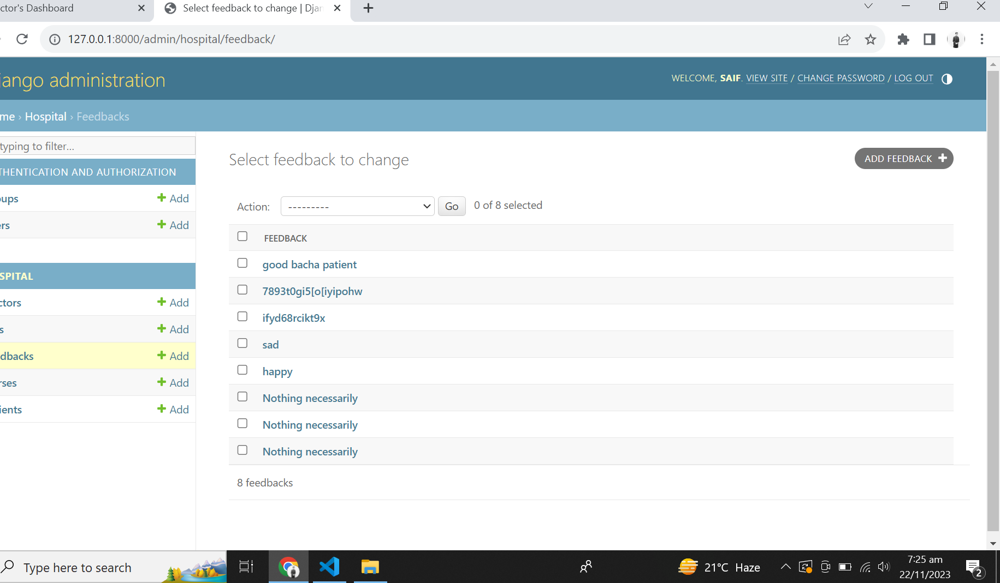 ctor's Dashboard
Select feedback to change | Djan
127.0.0.1:8000/admin/hospital/feedback/
jango administration
WELCOME, SAIF. VIEW SITE / CHANGE PASSWORD / LOG OUT
me › Hospital › Feedbacks
typing to filter...
THENTICATION AND AUTHORIZATION
oups Add
ers Add
SPITAL
ctors Add
s Add
dbacks Add
rses Add
ients Add
Select feedback to change
ADD FEEDBACK
Action: --------- Go 0 of 8 selected
FEEDBACK
good bacha patient
7893t0gi5[o[iyipohw
ifyd68rcikt9x
sad
happy
Nothing necessarily
Nothing necessarily
Nothing necessarily
8 feedbacks
Type here to search
21°C Haze
7:25 am
22/11/2023
2